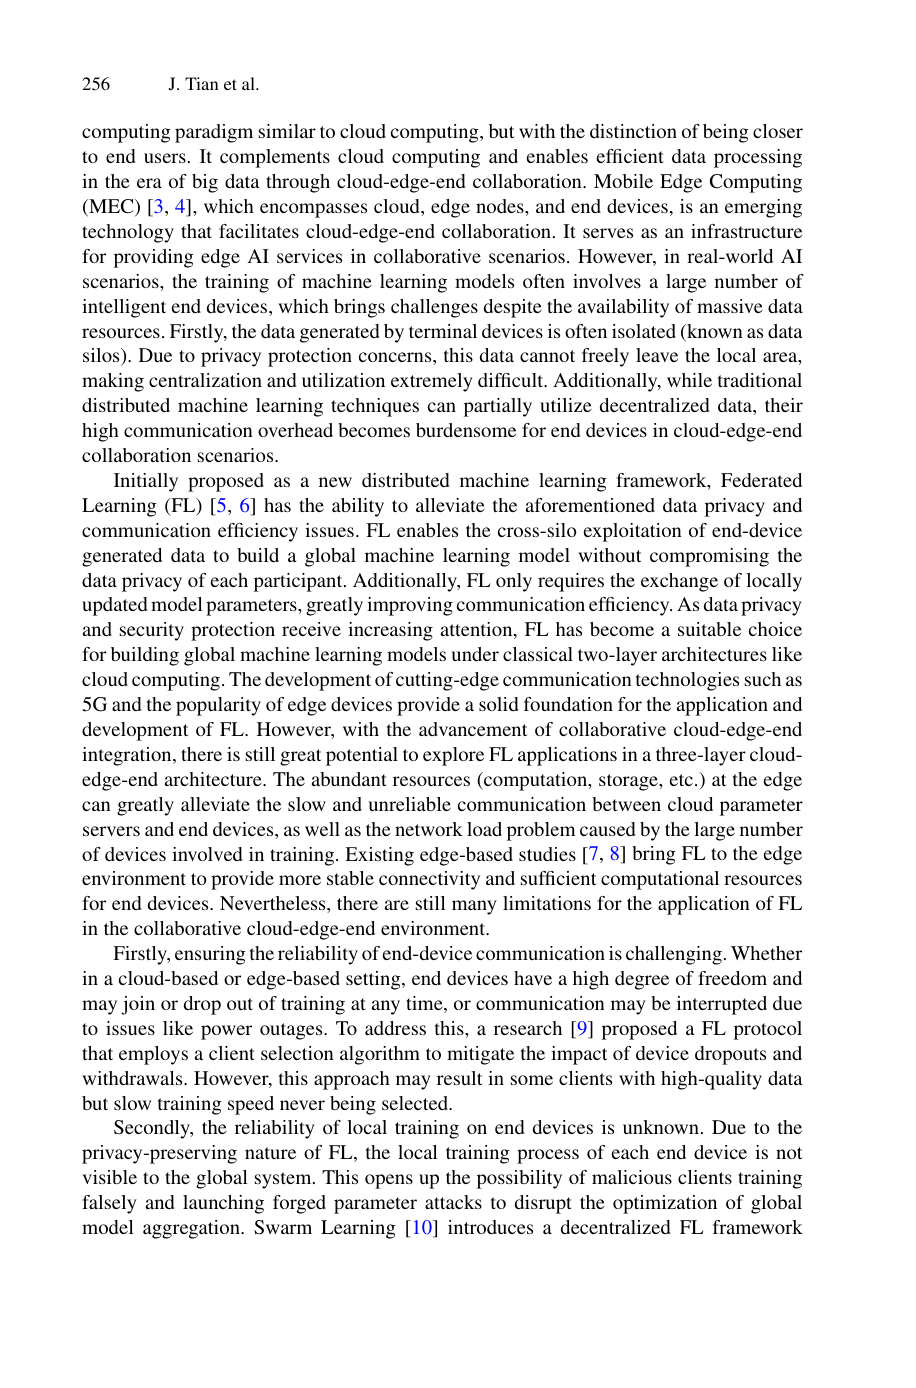 256 J. Tian et al.
computing paradigm similar to cloud computing, but with the distinction of being closer
to end users. It complements cloud computing and enables efficient data processing
in the era of big data through cloud-edge-end collaboration. Mobile Edge Computing
(MEC) [3, 4], which encompasses cloud, edge nodes, and end devices, is an emerging
technology that facilitates cloud-edge-end collaboration. It serves as an infrastructure
for providing edge AI services in collaborative scenarios. However, in real-world AI
scenarios, the training of machine learning models often involves a large number of
intelligent end devices, which brings challenges despite the availability of massive data
resources. Firstly, the data generated by terminal devices is often isolated (known as data
silos). Due to privacy protection concerns, this data cannot freely leave the local area,
making centralization and utilization extremely difficult. Additionally, while traditional
distributed machine learning techniques can partially utilize decentralized data, their
high communication overhead becomes burdensome for end devices in cloud-edge-end
collaboration scenarios.
Initially proposed as a new distributed machine learning framework, Federated
Learning (FL) [5, 6] has the ability to alleviate the aforementioned data privacy and
communication efficiency issues. FL enables the cross-silo exploitation of end-device
generated data to build a global machine learning model without compromising the
data privacy of each participant. Additionally, FL only requires the exchange of locally
updated model parameters, greatly improving communication efficiency. As data privacy
and security protection receive increasing attention, FL has become a suitable choice
for building global machine learning models under classical two-layer architectures like
cloud computing. The development of cutting-edge communication technologies such as
5G and the popularity of edge devices provide a solid foundation for the application and
development of FL. However, with the advancement of collaborative cloud-edge-end
integration, there is still great potential to explore FL applications in a three-layer cloud-
edge-end architecture. The abundant resources (computation, storage, etc.) at the edge
can greatly alleviate the slow and unreliable communication between cloud parameter
servers and end devices, as well as the network load problem caused by the large number
of devices involved in training. Existing edge-based studies [7, 8] bring FL to the edge
environment to provide more stable connectivity and sufficient computational resources
for end devices. Nevertheless, there are still many limitations for the application of FL
in the collaborative cloud-edge-end environment.
Firstly, ensuring the reliability of end-device communication is challenging. Whether
in a cloud-based or edge-based setting, end devices have a high degree of freedom and
may join or drop out of training at any time, or communication may be interrupted due
to issues like power outages. To address this, a research [9] proposed a FL protocol
that employs a client selection algorithm to mitigate the impact of device dropouts and
withdrawals. However, this approach may result in some clients with high-quality data
but slow training speed never being selected.
Secondly, the reliability of local training on end devices is unknown. Due to the
privacy-preserving nature of FL, the local training process of each end device is not
visible to the global system. This opens up the possibility of malicious clients training
falsely and launching forged parameter attacks to disrupt the optimization of global
model aggregation. Swarm Learning [10] introduces a decentralized FL framework